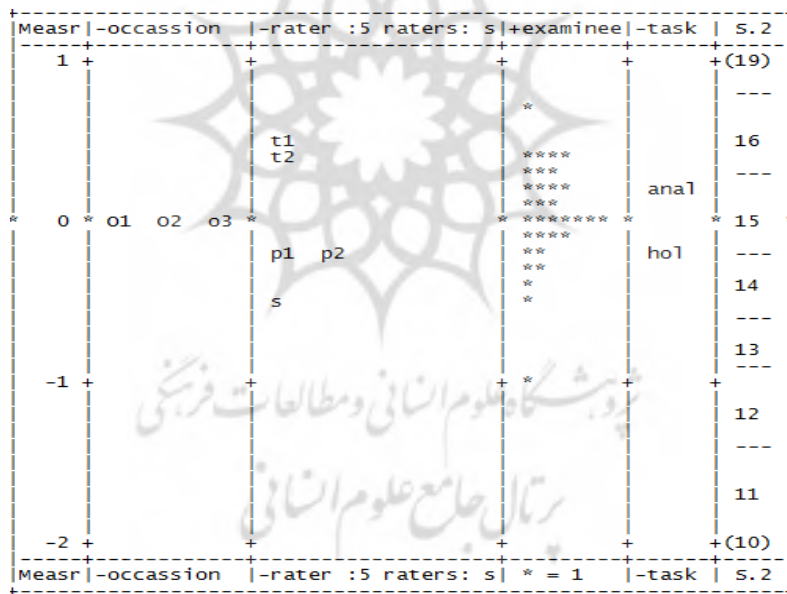 |Measr|-occassion |-rater :5 raters: s|+examinee|-task | S.2
1 + + + + +(19)
---
*
t1 16
t2 ****
*** ---
**** anal
***
* 0 * o1 o2 o3 * * ******* * * 15 *
****
p1 p2 ** hol ---
**
* 14
s *
---
13
---
-1 + + + * + +
12
پژوهشگاه علوم انسانی و مطالعات فرهنگی
---
11
پرتال جامع علوم انسانی
-2 + + + + +(10)
|Measr|-occassion |-rater :5 raters: s| * = 1 |-task | S.2